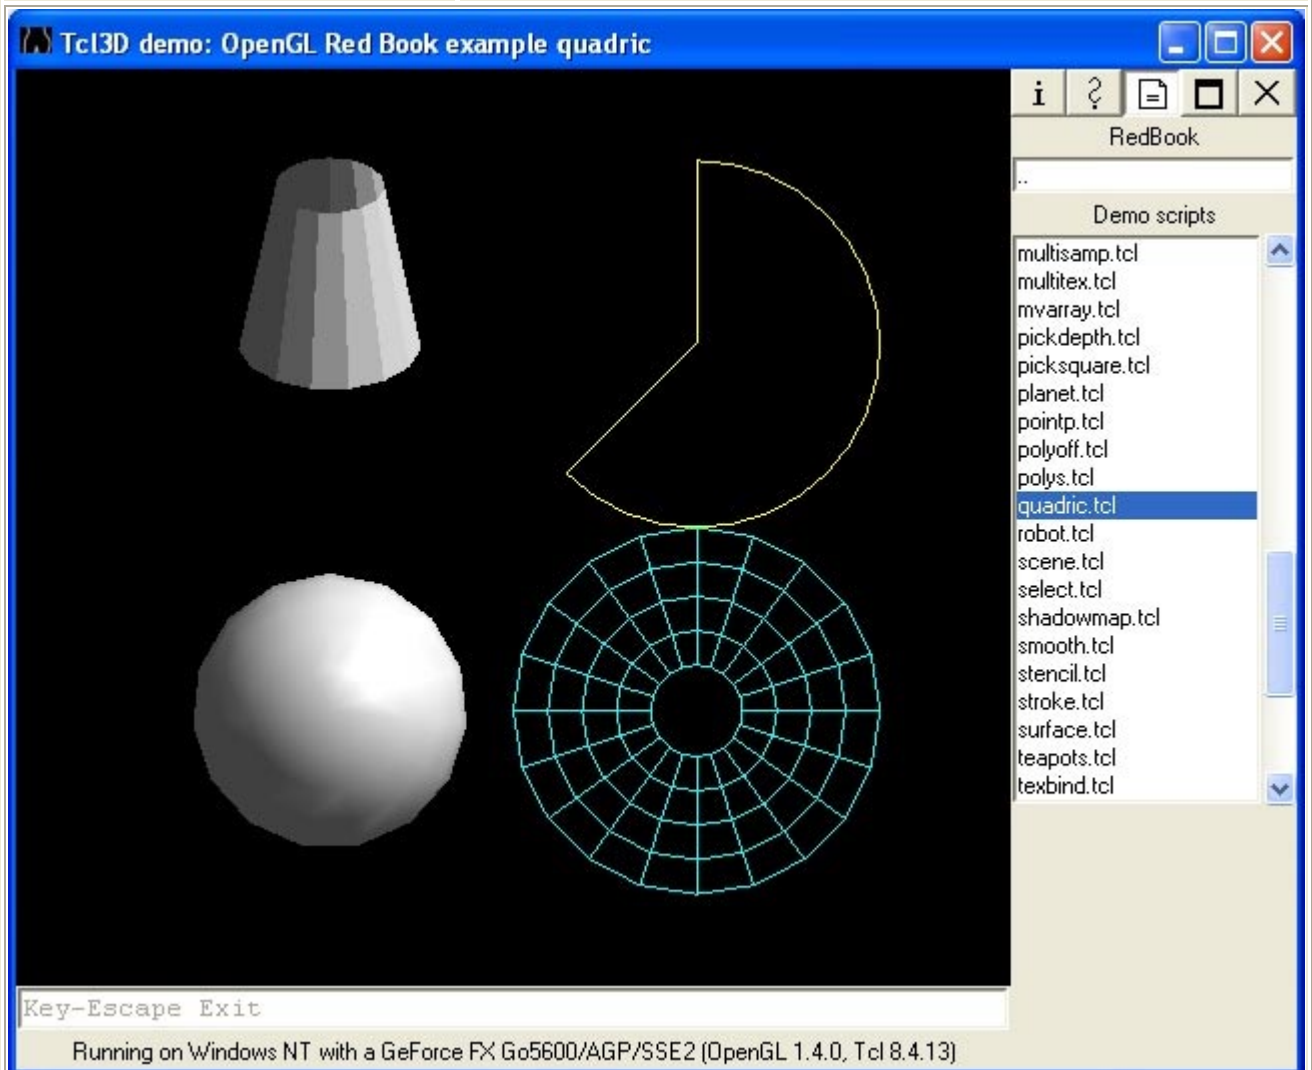 Tcl3D demo: OpenGL Red Book example quadric
i ?
RedBook
..
Demo scripts
multisamp.tcl
multitex.tcl
mvarray.tcl
pickdepth.tcl
picksquare.tcl
planet.tcl
pointp.tcl
polyoff.tcl
polys.tcl
quadric.tcl
robot.tcl
scene.tcl
select.tcl
shadowmap.tcl
smooth.tcl
stencil.tcl
stroke.tcl
surface.tcl
teapots.tcl
texbind.tcl
Key-Escape Exit
Running on Windows NT with a GeForce FX Go5600/AGP/SSE2 (OpenGL 1.4.0, Tcl 8.4.13)